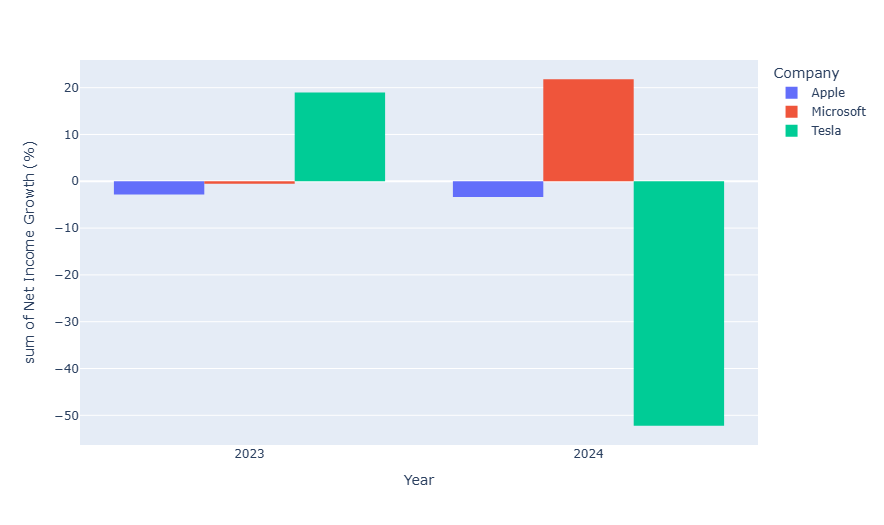 Company
Apple
Microsoft
Tesla
sum of Net Income Growth (%)
20
10
0
−10
−20
−30
−40
−50
2023
2024
Year